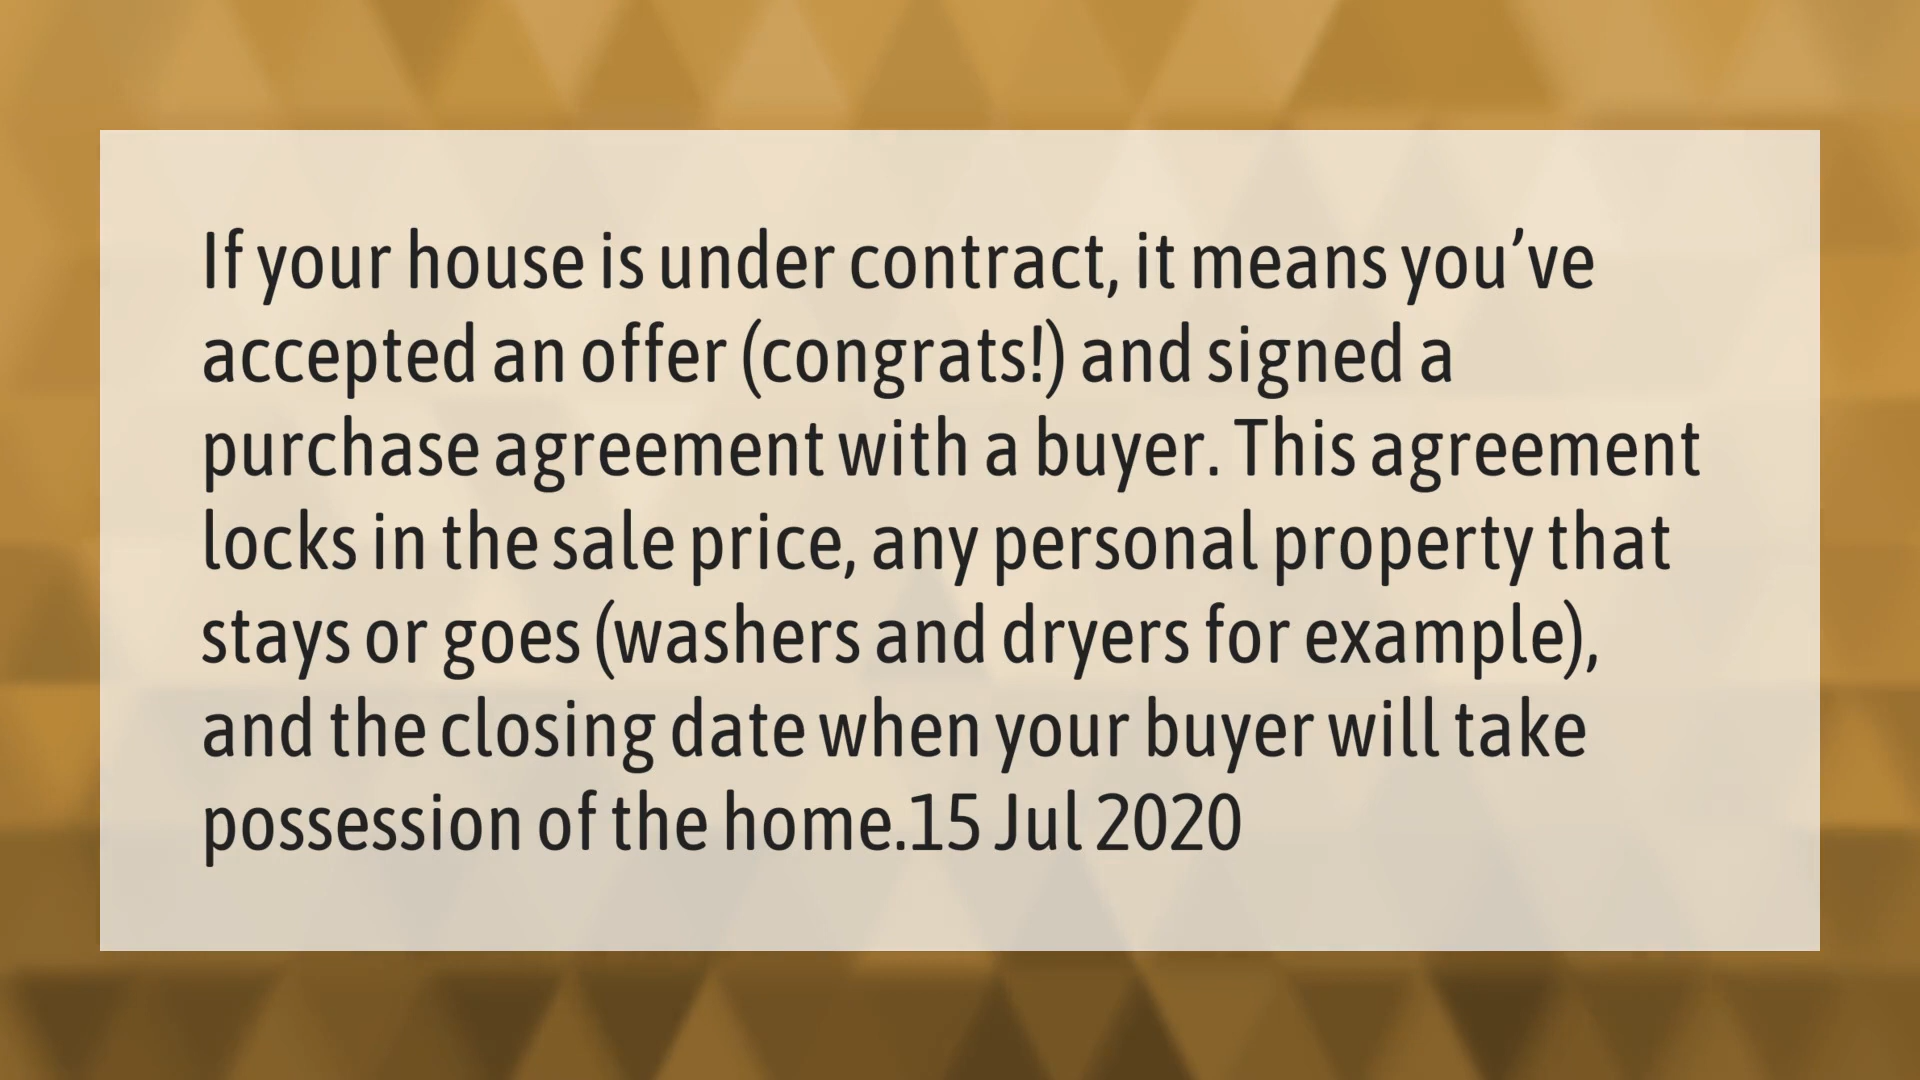 If your house is under contract, it means you’ve
accepted an offer (congrats!) and signed a
purchase agreement with a buyer. This agreement
locks in the sale price, any personal property that
stays or goes (washers and dryers for example),
and the closing date when your buyer will take
possession of the home.15 Jul 2020